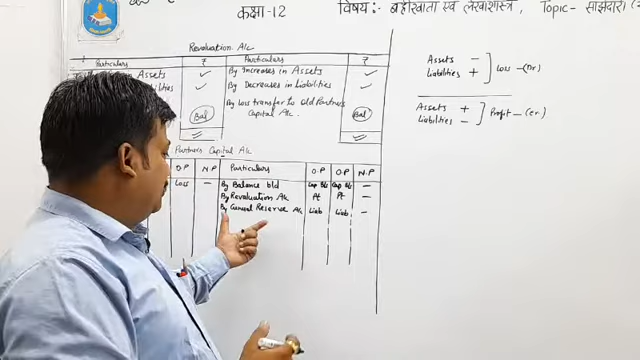 कक्षा-12
विषय:- बहीखाता एवं लेखाशास्त्र, Topic- साझेदारी
Revaluation A/c
Particulars ₹ Particulars ₹
Assets ✓ By Increases in Assets ✓
✓ By Decreases in Liabilities ✓
Bal By Loss transfer to old Partners Bal
Capital A/c.
Partners Capital A/c
O.P N.P Particulars O.P O.P N.P
Loss - By Balance b/d Cap B/s Cap B/s -
By Revaluation A/c Pt Pt -
By General Reserve A/c Liab Liab -
Assets -
Liabilities + Loss - (Dr)
Assets +
Liabilities - Profit - (Cr.)